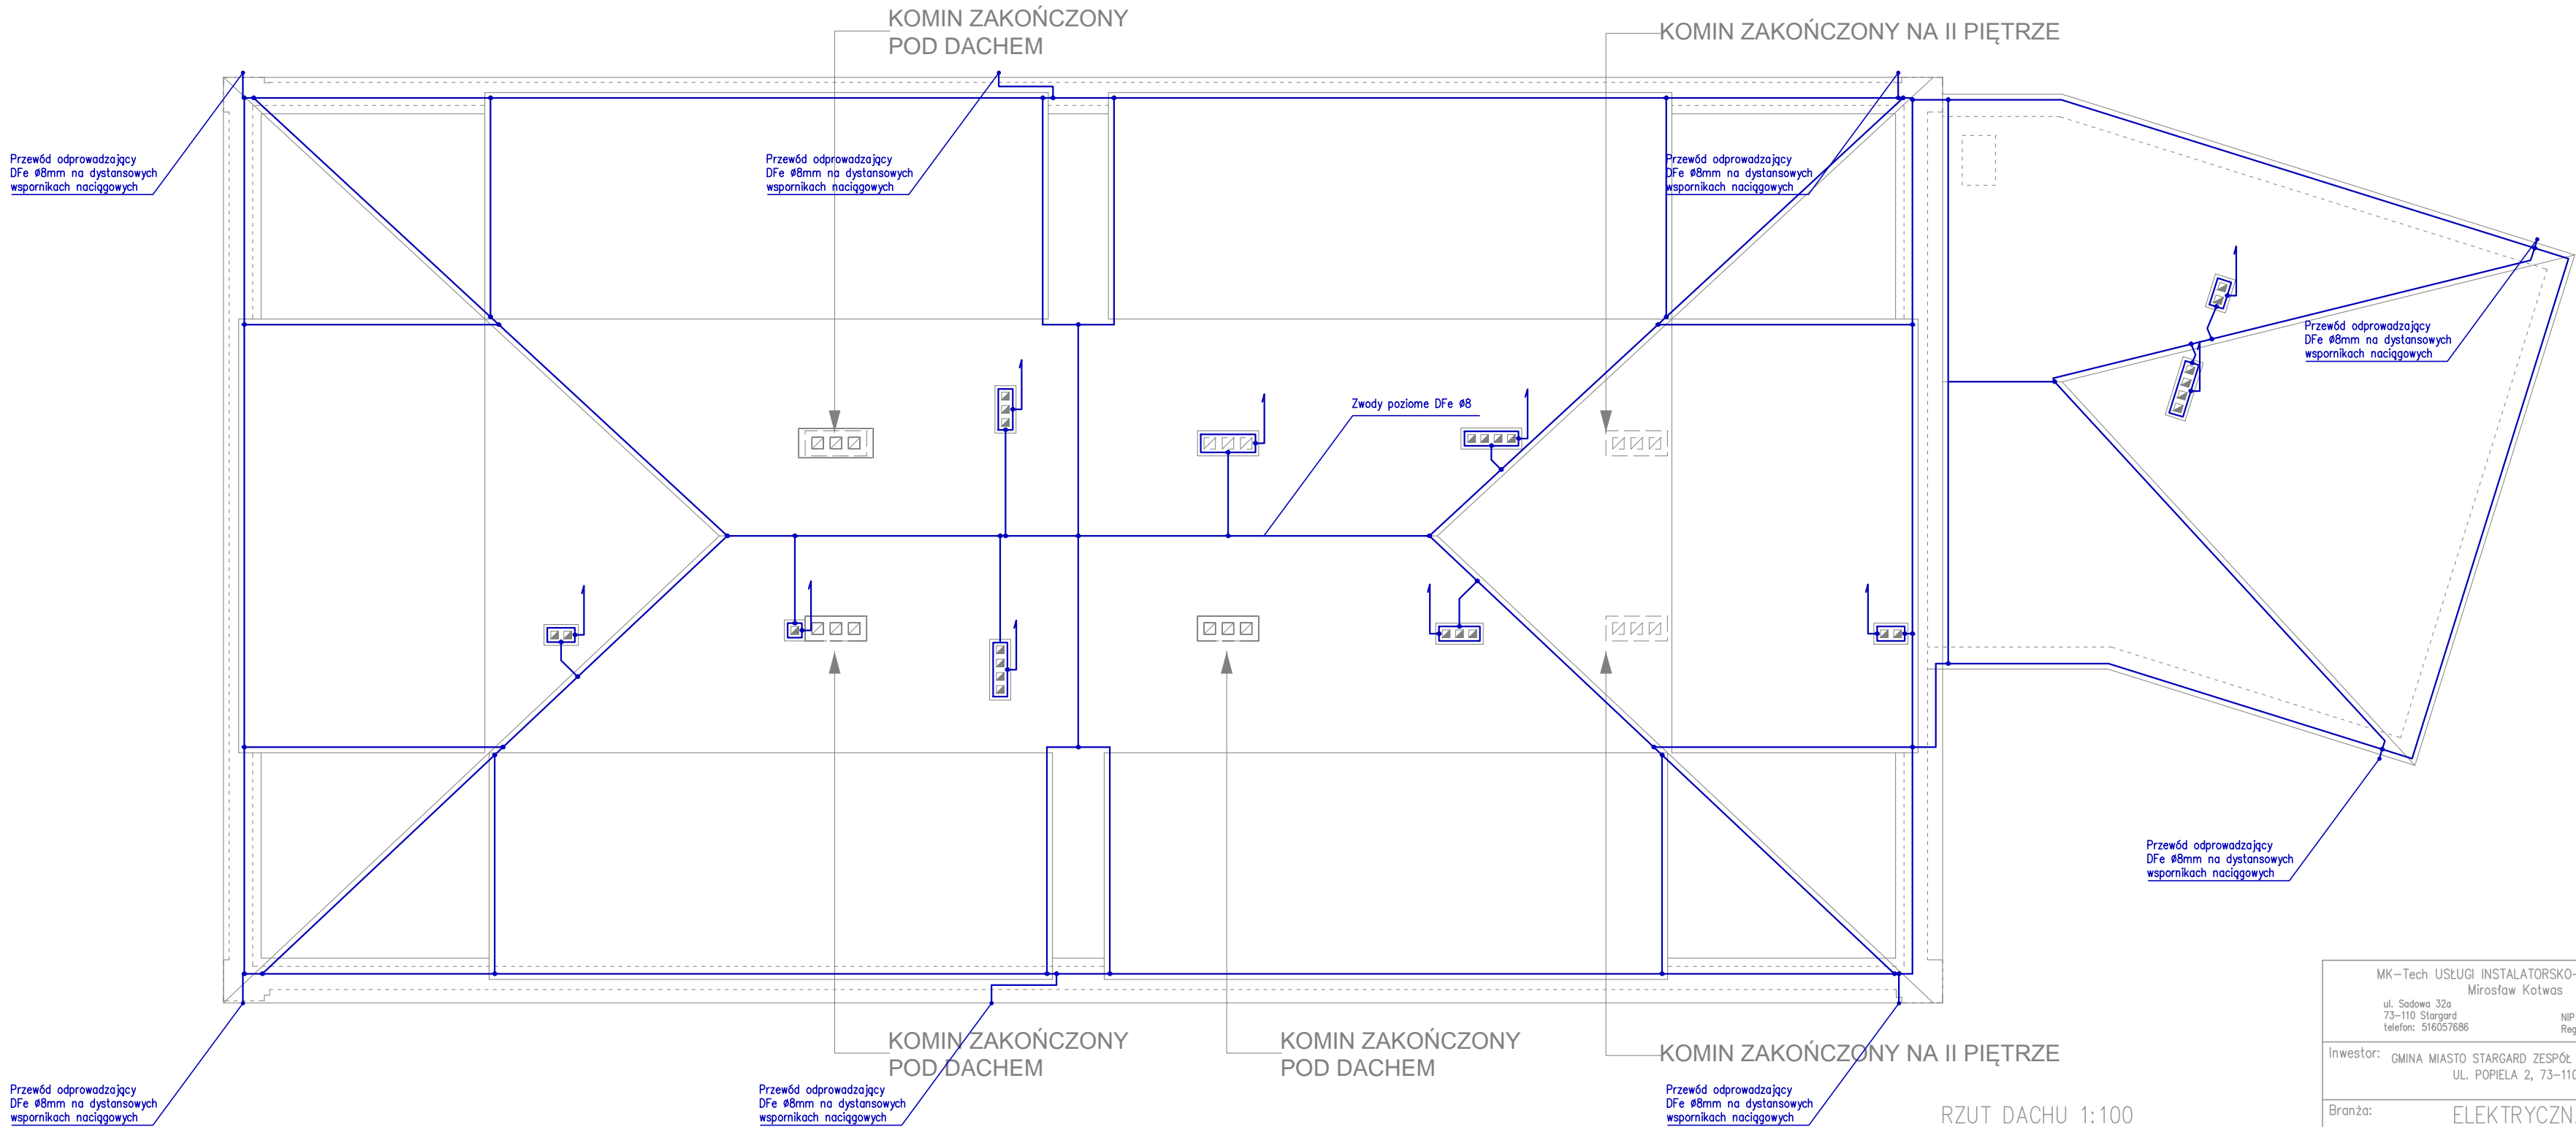 KOMIN ZAKOŃCZONY
POD DACHEM
KOMIN ZAKOŃCZONY NA II PIĘTRZE
Przewód odprowadzający
DFe Ø8mm na dystansowych
wspornikach naciągowych
Przewód odprowadzający
DFe Ø8mm na dystansowych
wspornikach naciągowych
Przewód odprowadzający
DFe Ø8mm na dystansowych
wspornikach naciągowych
Przewód odprowadzający
DFe Ø8mm na dystansowych
wspornikach naciągowych
Zwody poziome DFe Ø8
Przewód odprowadzający
DFe Ø8mm na dystansowych
wspornikach naciągowych
KOMIN ZAKOŃCZONY
POD DACHEM
KOMIN ZAKOŃCZONY
POD DACHEM
KOMIN ZAKOŃCZONY NA II PIĘTRZE
Przewód odprowadzający
DFe Ø8mm na dystansowych
wspornikach naciągowych
Przewód odprowadzający
DFe Ø8mm na dystansowych
wspornikach naciągowych
Przewód odprowadzający
DFe Ø8mm na dystansowych
wspornikach naciągowych
RZUT DACHU 1:100
MK-Tech USŁUGI INSTALATORSKO-
Mirosław Kotwas
ul. Sadowa 32a
73-110 Stargard
telefon: 516057686
NIP
Reg
Inwestor: GMINA MIASTO STARGARD ZESPÓŁ
UL. POPIELA 2, 73-110
Branża: ELEKTRYCZN